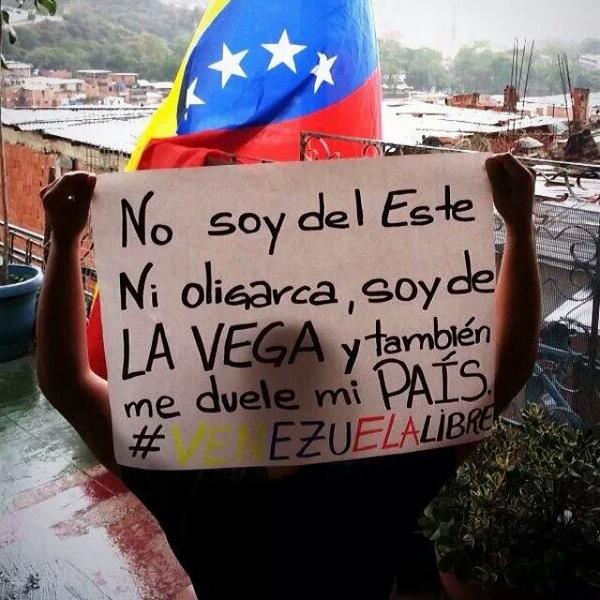 No soy del Este
Ni oligarca, soy de
LA VEGA y también
me duele mi PAÍS.
#VENEZUELALIBRE